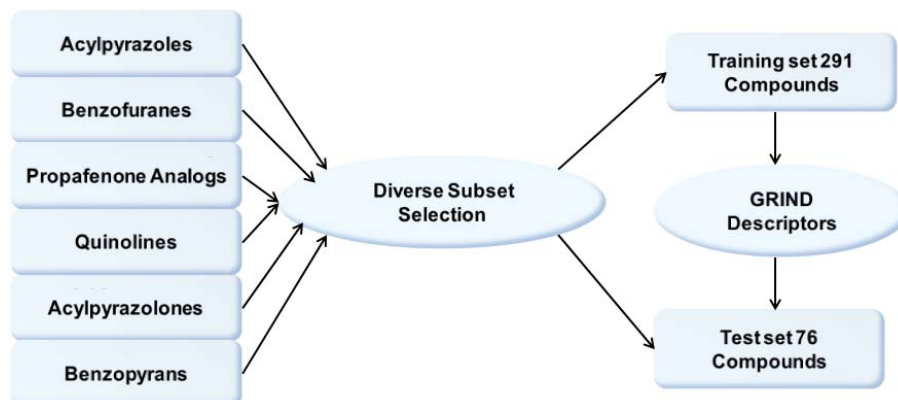 Acylpyrazoles
Benzofuranes
Propafenone Analogs
Quinolines
Acylpyrazolones
Benzopyrans
Diverse Subset
Selection
Training set 291
Compounds
GRIND
Descriptors
Test set 76
Compounds